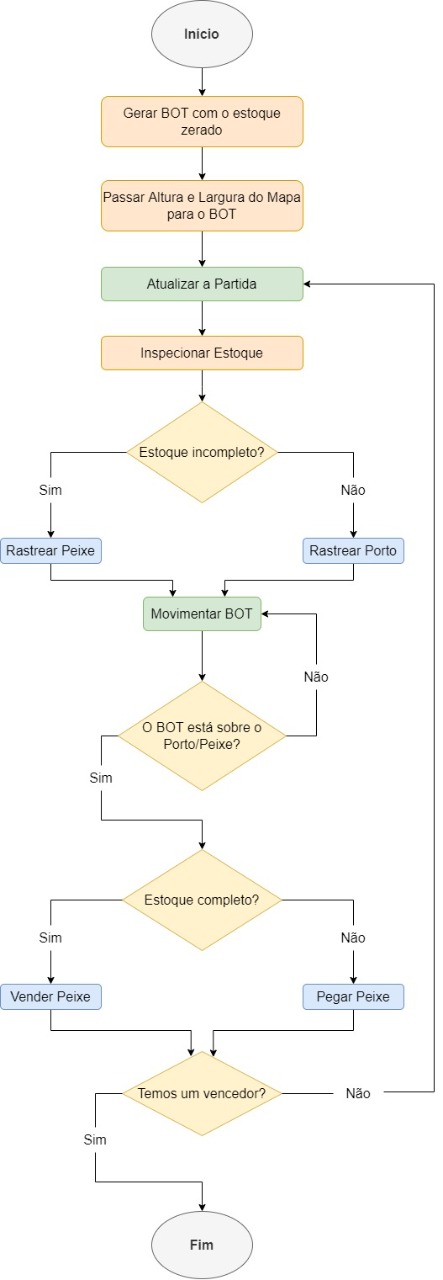 Inicio
Gerar BOT com o estoque
zerado
Passar Altura e Largura do Mapa
para o BOT
Atualizar a Partida
Inspecionar Estoque
Estoque incompleto?
Sim
Não
Rastrear Peixe
Rastrear Porto
Movimentar BOT
Não
O BOT está sobre o
Porto/Peixe?
Sim
Estoque completo?
Sim
Não
Vender Peixe
Pegar Peixe
Temos um vencedor?
Não
Sim
Fim